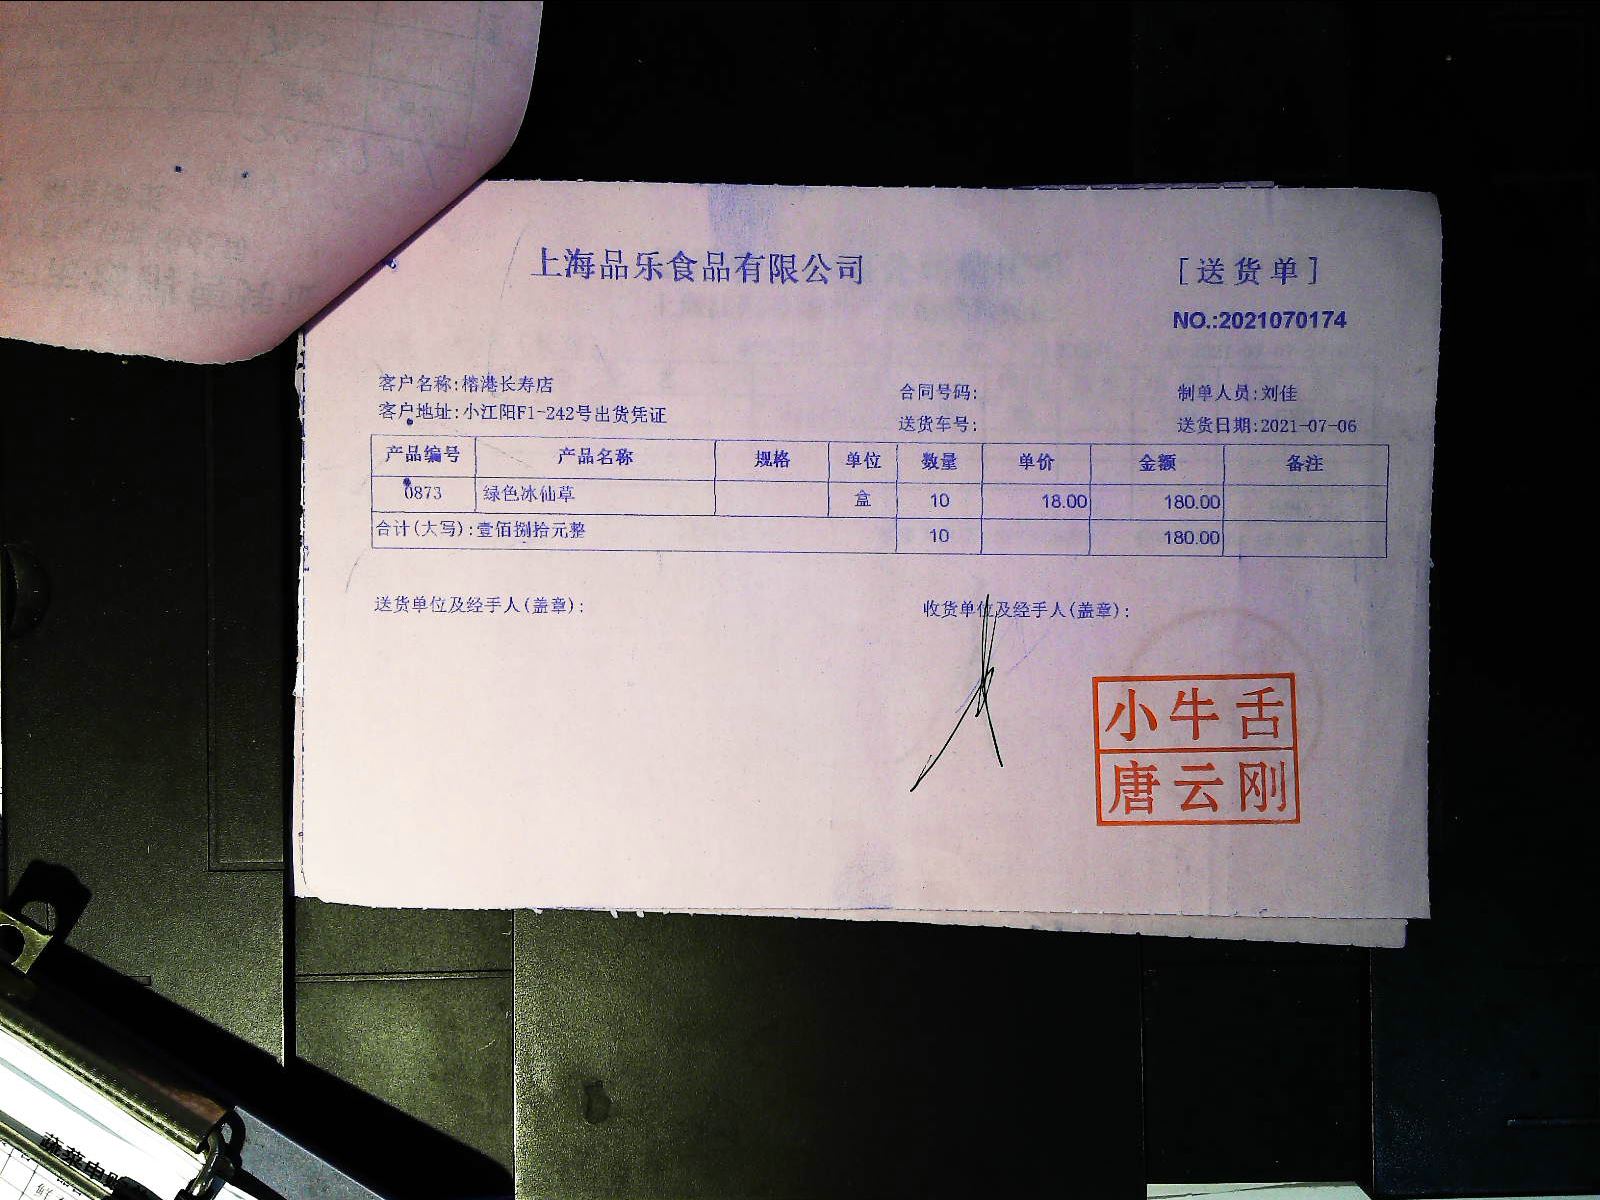 上海品乐食品有限公司
[送货单]
NO.:2021070174
客户名称:楷港长寿店 合同号码: 制单人员:刘佳
客户地址:小江阳F1-242号出货凭证 送货车号: 送货日期:2021-07-06
产品编号 产品名称 规格 单位 数量 单价 金额 备注
0873 绿色冰仙草 盒 10 18.00 180.00
合计(大写):壹佰捌拾元整 10 180.00
送货单位及经手人(盖章): 收货单位及经手人(盖章):
小牛舌
唐云刚
蔬菜申购